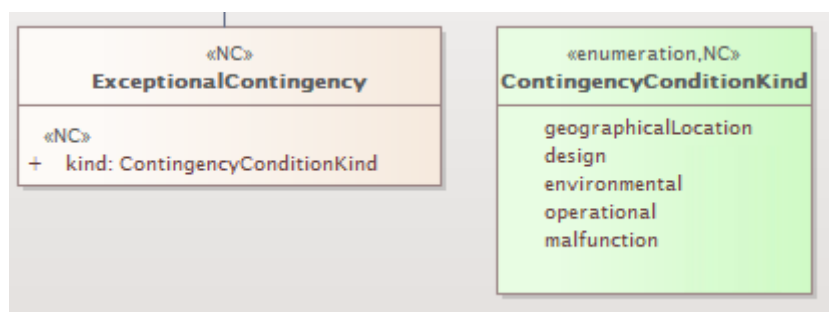 «NC»
ExceptionalContingency
«NC»
+ kind: ContingencyConditionKind
«enumeration,NC»
ContingencyConditionKind
geographicalLocation
design
environmental
operational
malfunction